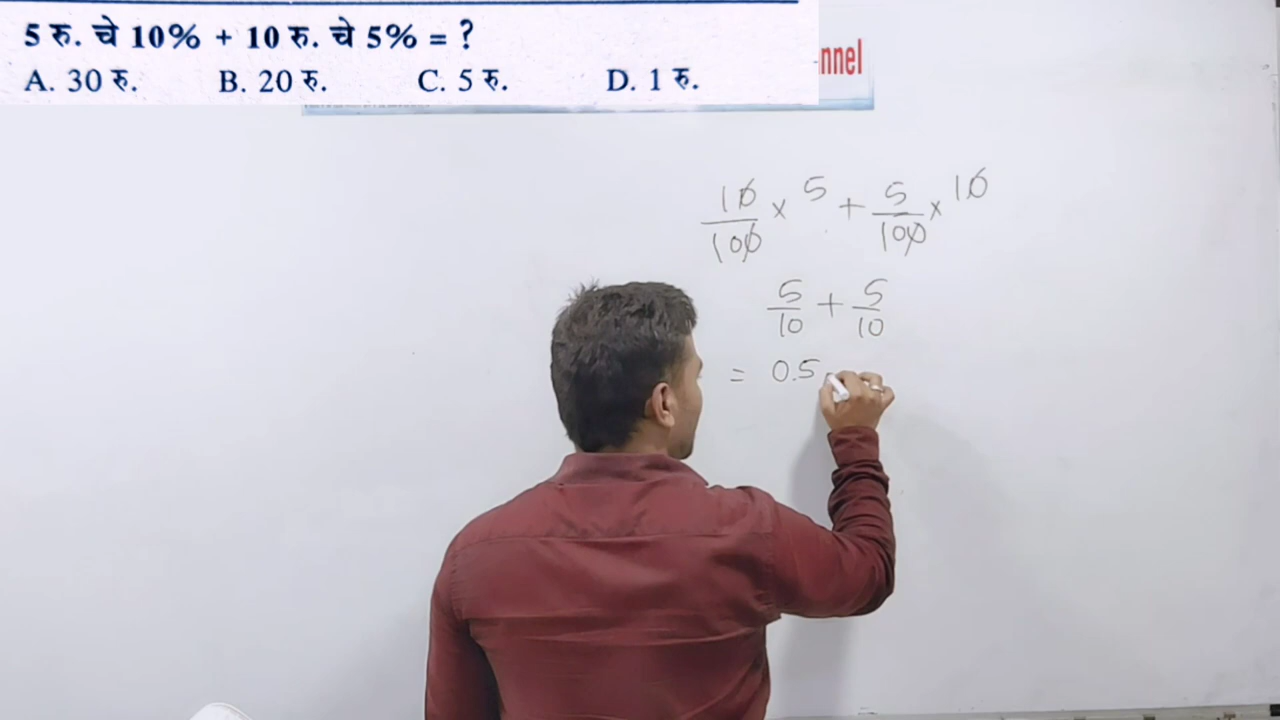 5 रु. चे 10% + 10 रु. चे 5% = ?
A. 30 रु. B. 20 रु. C. 5 रु. D. 1 रु.
nnel
10/100 × 5 + 5/100 × 10
5/10 + 5/10
= 0.5